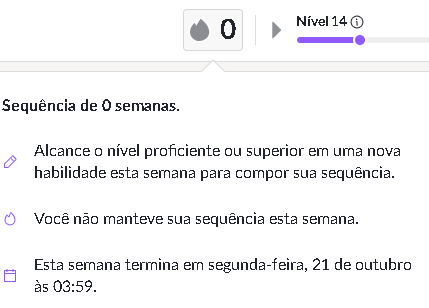 0
Nível 14
Sequência de 0 semanas.
Alcance o nível proficiente ou superior em uma nova
habilidade esta semana para compor sua sequência.
Você não manteve sua sequência esta semana.
Esta semana termina em segunda-feira, 21 de outubro
às 03:59.